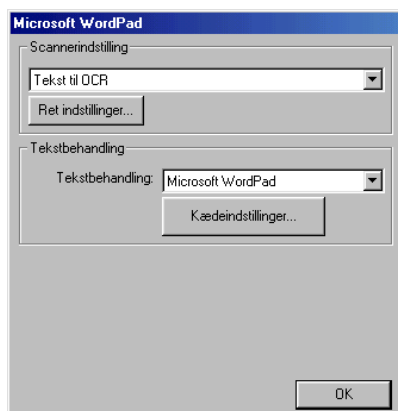 Microsoft WordPad
Scannerindstilling
Tekst til OCR
Ret indstillinger...
Tekstbehandling
Tekstbehandling: Microsoft WordPad
Kædeindstillinger...
OK